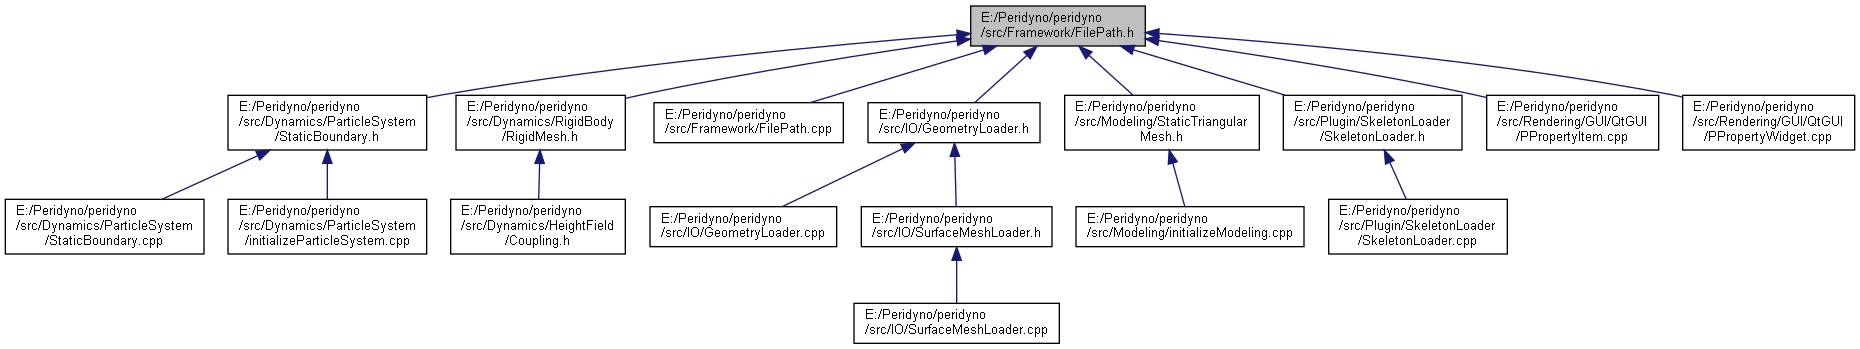 E:/Peridyno/peridyno
/src/Framework/FilePath.h
E:/Peridyno/peridyno
/src/Dynamics/ParticleSystem
/StaticBoundary.h
E:/Peridyno/peridyno
/src/Dynamics/RigidBody
/RigidMesh.h
E:/Peridyno/peridyno
/src/Framework/FilePath.cpp
E:/Peridyno/peridyno
/src/IO/GeometryLoader.h
E:/Peridyno/peridyno
/src/Modeling/StaticTriangular
Mesh.h
E:/Peridyno/peridyno
/src/Plugin/SkeletonLoader
/SkeletonLoader.h
E:/Peridyno/peridyno
/src/Rendering/GUI/QtGUI
/PPropertyItem.cpp
E:/Peridyno/peridyno
/src/Rendering/GUI/QtGUI
/PPropertyWidget.cpp
E:/Peridyno/peridyno
/src/Dynamics/ParticleSystem
/StaticBoundary.cpp
E:/Peridyno/peridyno
/src/Dynamics/ParticleSystem
/initializeParticleSystem.cpp
E:/Peridyno/peridyno
/src/Dynamics/HeightField
/Coupling.h
E:/Peridyno/peridyno
/src/IO/GeometryLoader.cpp
E:/Peridyno/peridyno
/src/IO/SurfaceMeshLoader.h
E:/Peridyno/peridyno
/src/Modeling/initializeModeling.cpp
E:/Peridyno/peridyno
/src/Plugin/SkeletonLoader
/SkeletonLoader.cpp
E:/Peridyno/peridyno
/src/IO/SurfaceMeshLoader.cpp